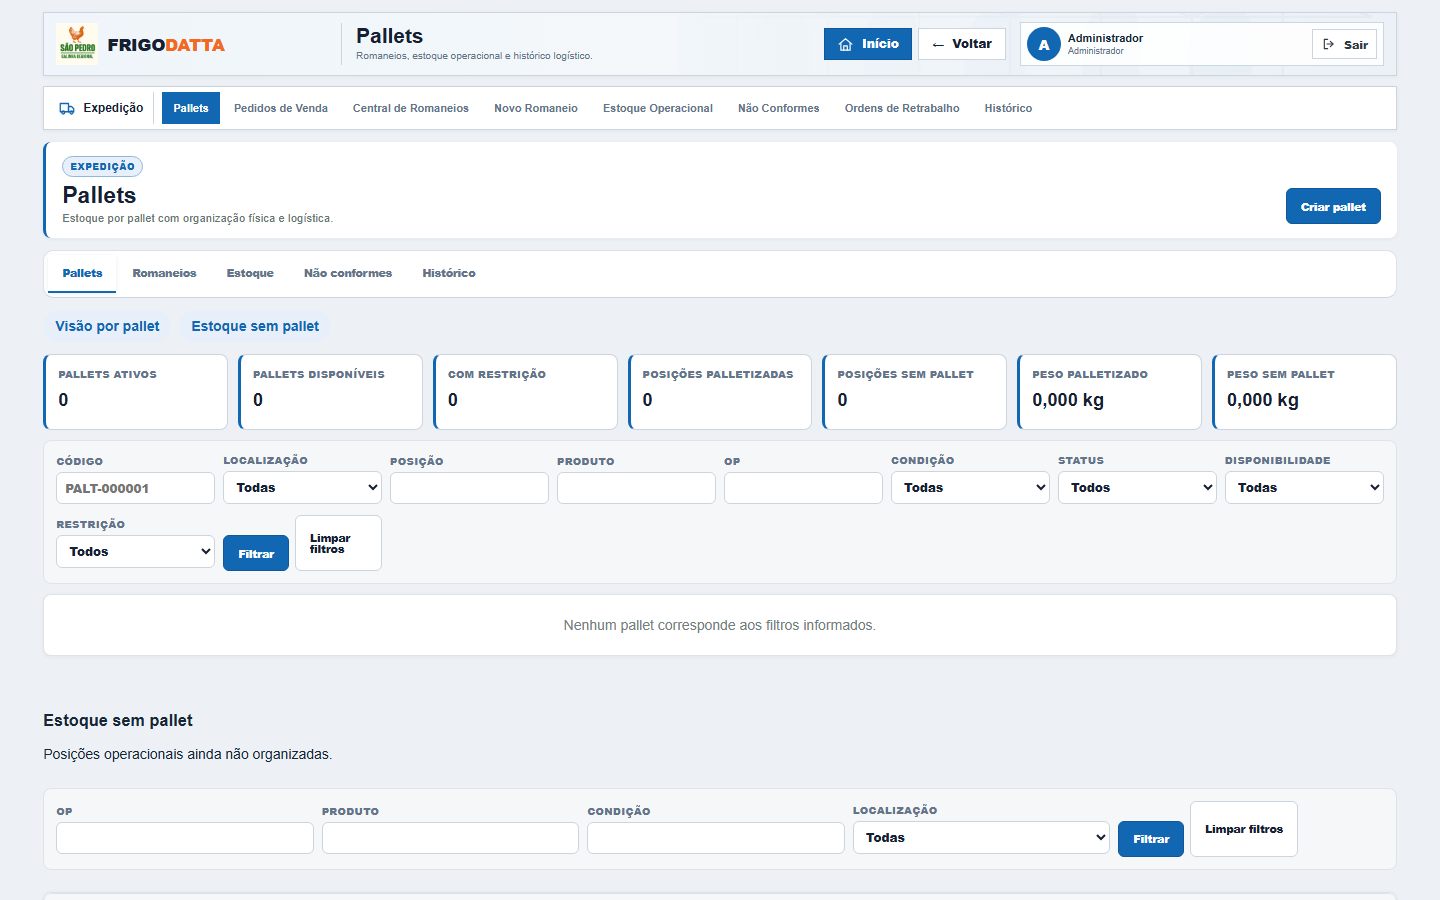 SÃO PEDRO
FRIGODATTA
Pallets
Romaneios, estoque operacional e histórico logístico.
Início
← Voltar
A
Administrador
Administrador
Sair
Expedição
Pallets
Pedidos de Venda
Central de Romaneios
Novo Romaneio
Estoque Operacional
Não Conformes
Ordens de Retrabalho
Histórico
EXPEDIÇÃO
Pallets
Estoque por pallet com organização física e logística.
Criar pallet
Pallets
Romaneios
Estoque
Não conformes
Histórico
Visão por pallet
Estoque sem pallet
PALLETS ATIVOS
0
PALLETS DISPONÍVEIS
0
COM RESTRIÇÃO
0
POSIÇÕES PALLETIZADAS
0
POSIÇÕES SEM PALLET
0
PESO PALLETIZADO
0,000 kg
PESO SEM PALLET
0,000 kg
CÓDIGO
PALT-000001
LOCALIZAÇÃO
Todas
POSIÇÃO
PRODUTO
OP
CONDIÇÃO
Todas
STATUS
Todos
DISPONIBILIDADE
Todas
RESTRIÇÃO
Todos
Filtrar
Limpar
filtros
Nenhum pallet corresponde aos filtros informados.
Estoque sem pallet
Posições operacionais ainda não organizadas.
OP
PRODUTO
CONDIÇÃO
LOCALIZAÇÃO
Todas
Filtrar
Limpar filtros